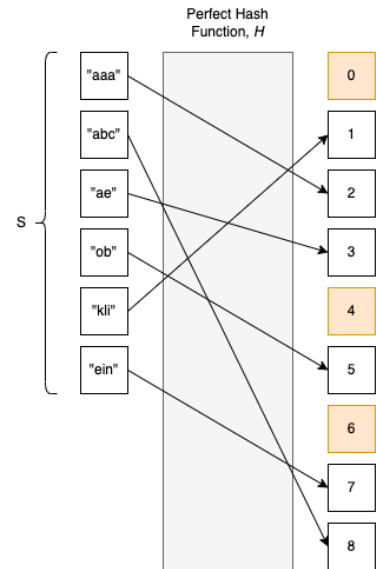 Perfect Hash
Function, H
"aaa"
0
"abc"
1
"ae"
2
S
"ob"
3
"kli"
4
"ein"
5
6
7
8